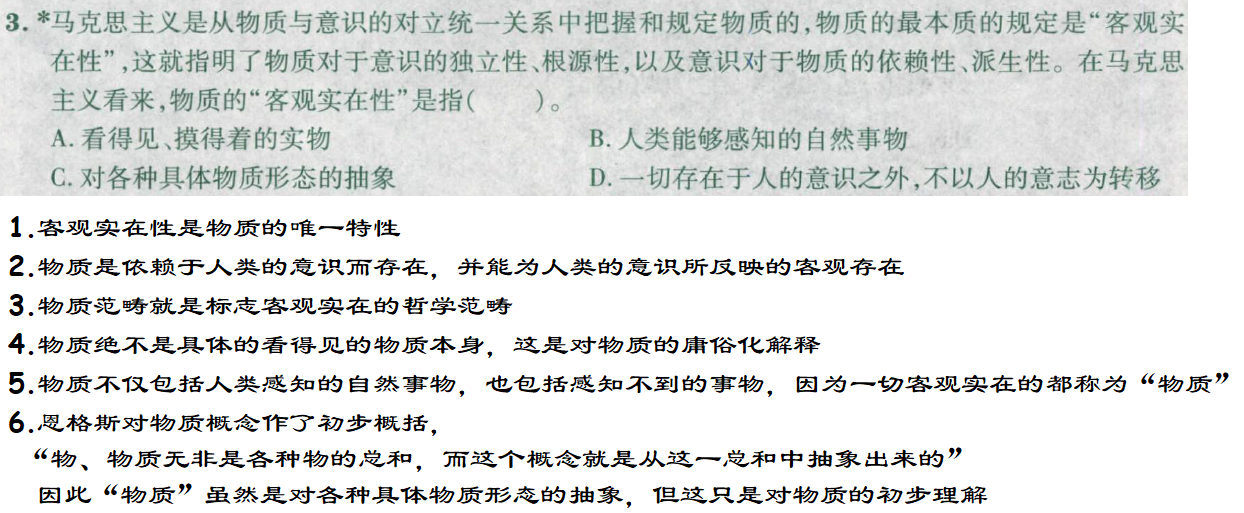 3. *马克思主义是从物质与意识的对立统一关系中把握和规定物质的,物质的最本质的规定是“客观实
在性”,这就指明了物质对于意识的独立性、根源性,以及意识对于物质的依赖性、派生性。在马克思
主义看来,物质的“客观实在性”是指(  )。
A. 看得见、摸得着的实物 B. 人类能够感知的自然事物
C. 对各种具体物质形态的抽象 D. 一切存在于人的意识之外,不以人的意志为转移
1.客观实在性是物质的唯一特性
2.物质是依赖于人类的意识而存在，并能为人类的意识所反映的客观存在
3.物质范畴就是标志客观实在的哲学范畴
4.物质绝不是具体的看得见的物质本身，这是对物质的庸俗化解释
5.物质不仅包括人类感知的自然事物，也包括感知不到的事物，因为一切客观实在的都称为“物质”
6.恩格斯对物质概念作了初步概括，
“物、物质无非是各种物的总和，而这个概念就是从这一总和中抽象出来的”
因此“物质”虽然是对各种具体物质形态的抽象，但这只是对物质的初步理解